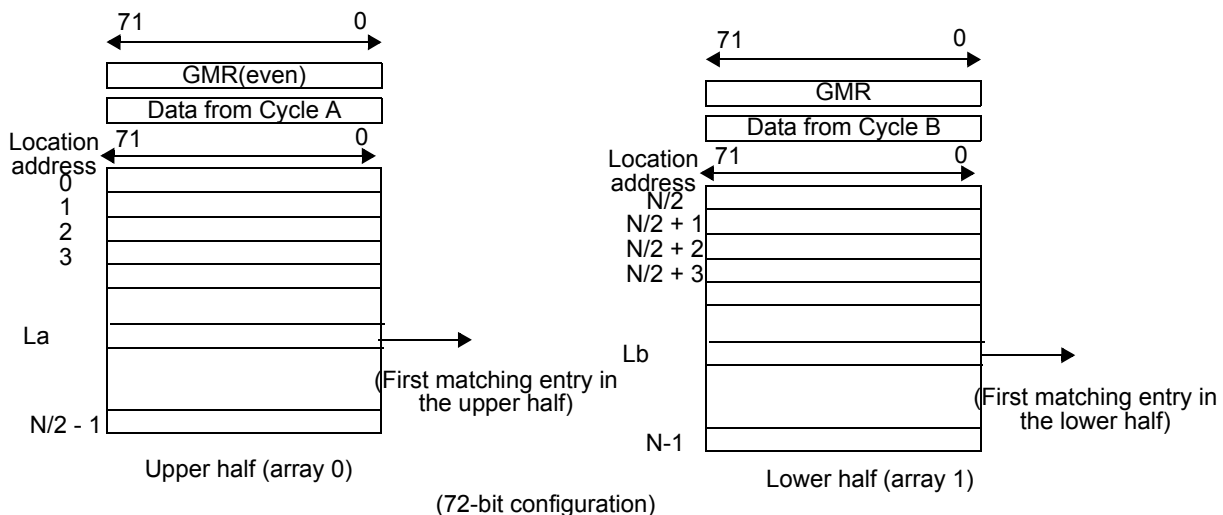 71 0
GMR(even)
Data from Cycle A
Location
address
71 0
0
1
2
3
La
(First matching entry in
the upper half)
N/2 - 1
Upper half (array 0)
71 0
GMR
Data from Cycle B
Location
address
71 0
N/2
N/2 + 1
N/2 + 2
N/2 + 3
Lb
(First matching entry in
the lower half)
N-1
Lower half (array 1)
(72-bit configuration)